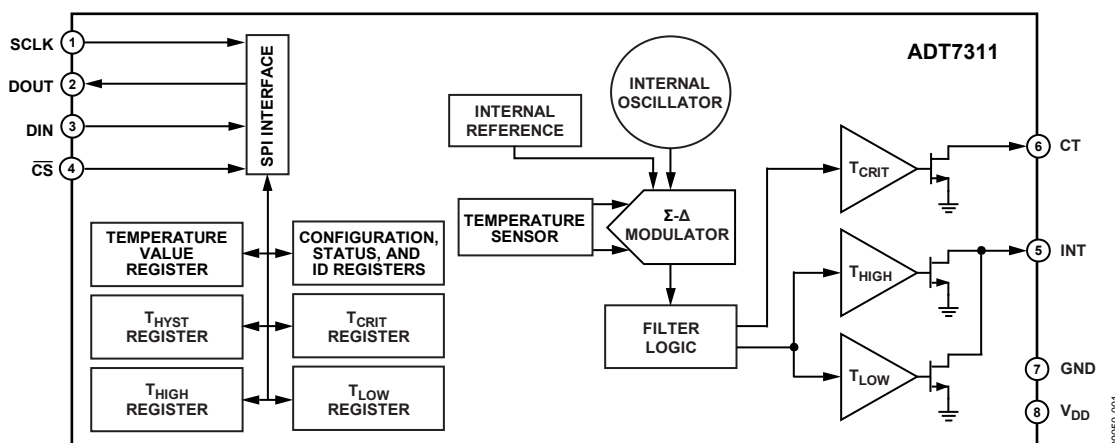 ADT7311
SCLK
1
DOUT
2
DIN
3
CS
4
SPI INTERFACE
TEMPERATURE
VALUE
REGISTER
CONFIGURATION,
STATUS, AND
ID REGISTERS
THYST
REGISTER
TCRIT
REGISTER
THIGH
REGISTER
TLOW
REGISTER
INTERNAL
REFERENCE
INTERNAL
OSCILLATOR
TEMPERATURE
SENSOR
Σ-Δ
MODULATOR
FILTER
LOGIC
TCRIT
THIGH
TLOW
6
CT
5
INT
7
GND
8
VDD